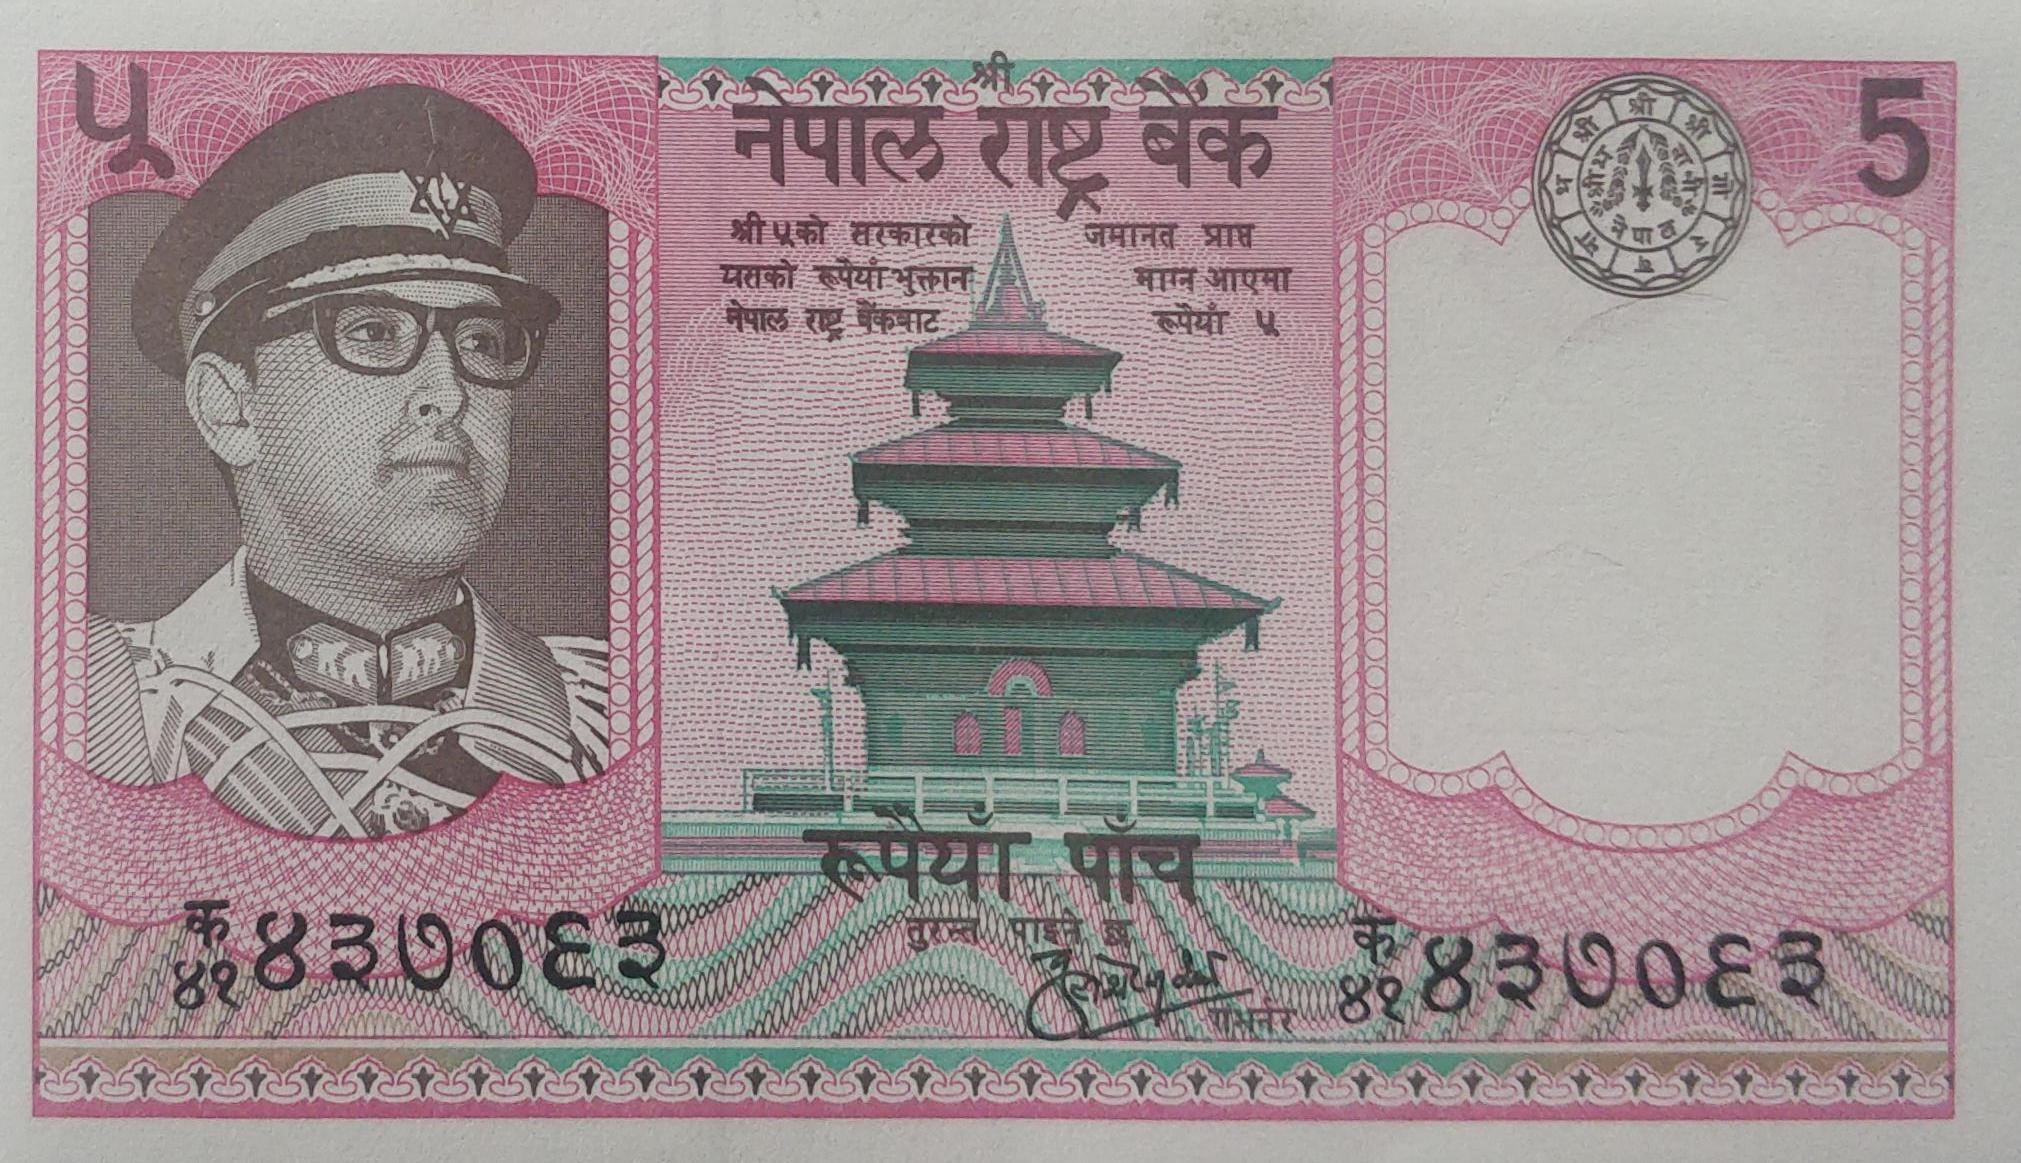 ५
श्री
5
नेपाल राष्ट्र बैंक
श्री ५ को सरकारको जमानत प्राप्त
यसको रूपैयाँ भुक्तान माग्न आएमा
नेपाल राष्ट्र बैंकबाट रूपैयाँ ५
रूपैयाँ पाँच
तुरुन्त पाइने छ
गभर्नर
क
४१ ४३७०६३
क
४१ ४३७०६३